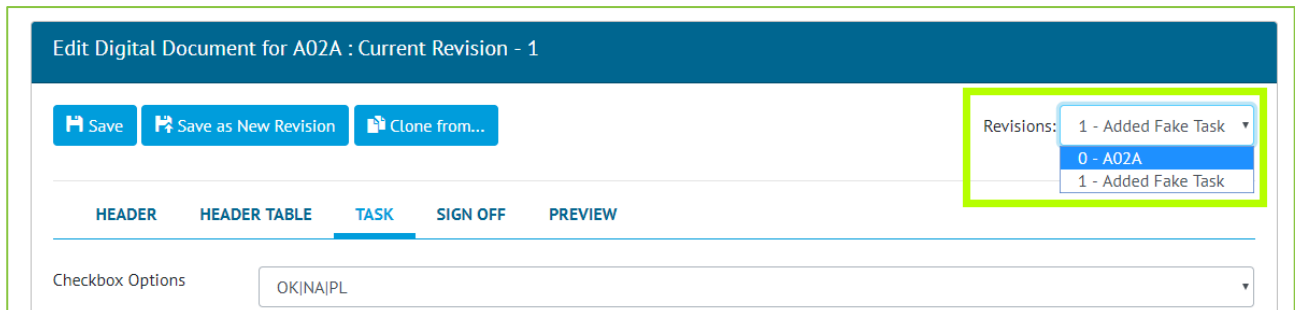 Edit Digital Document for A02A : Current Revision - 1
Save Save as New Revision Clone from... Revisions: 1 - Added Fake Task
0 - A02A
1 - Added Fake Task
HEADER HEADER TABLE TASK SIGN OFF PREVIEW
Checkbox Options OK|NA|PL